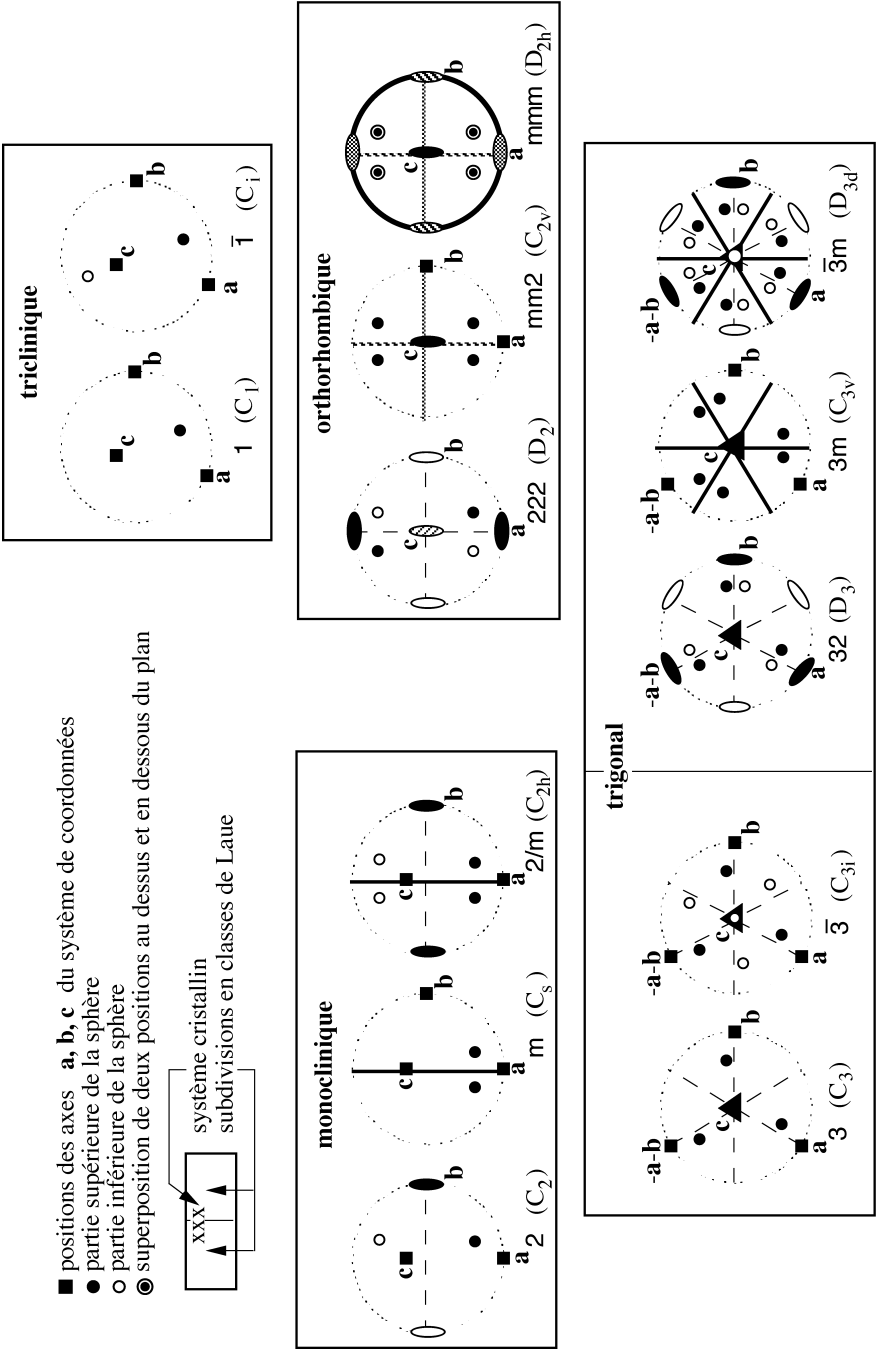 ■ positions des axes a, b, c du système de coordonnées
● partie supérieure de la sphère
○ partie inférieure de la sphère
◉ superposition de deux positions au dessus et en dessous du plan
xxx
système cristallin
subdivisions en classes de Laue
triclinique
c
b
a
1 (C₁)
c
b
a
1̅ (Cᵢ)
monoclinique
c
b
a
2 (C₂)
c
b
a
m (Cₛ)
c
b
a
2/m (C₂ₕ)
orthorhombique
c
b
a
222 (D₂)
c
b
a
mm2 (C₂ᵥ)
c
b
a
mmm (D₂ₕ)
trigonal
-a-b
c
b
a
3 (C₃)
-a-b
c
b
a
3̅ (C₃ᵢ)
-a-b
c
b
a
32 (D₃)
-a-b
c
b
a
3m (C₃ᵥ)
-a-b
c
b
a
3̅m (D3d)